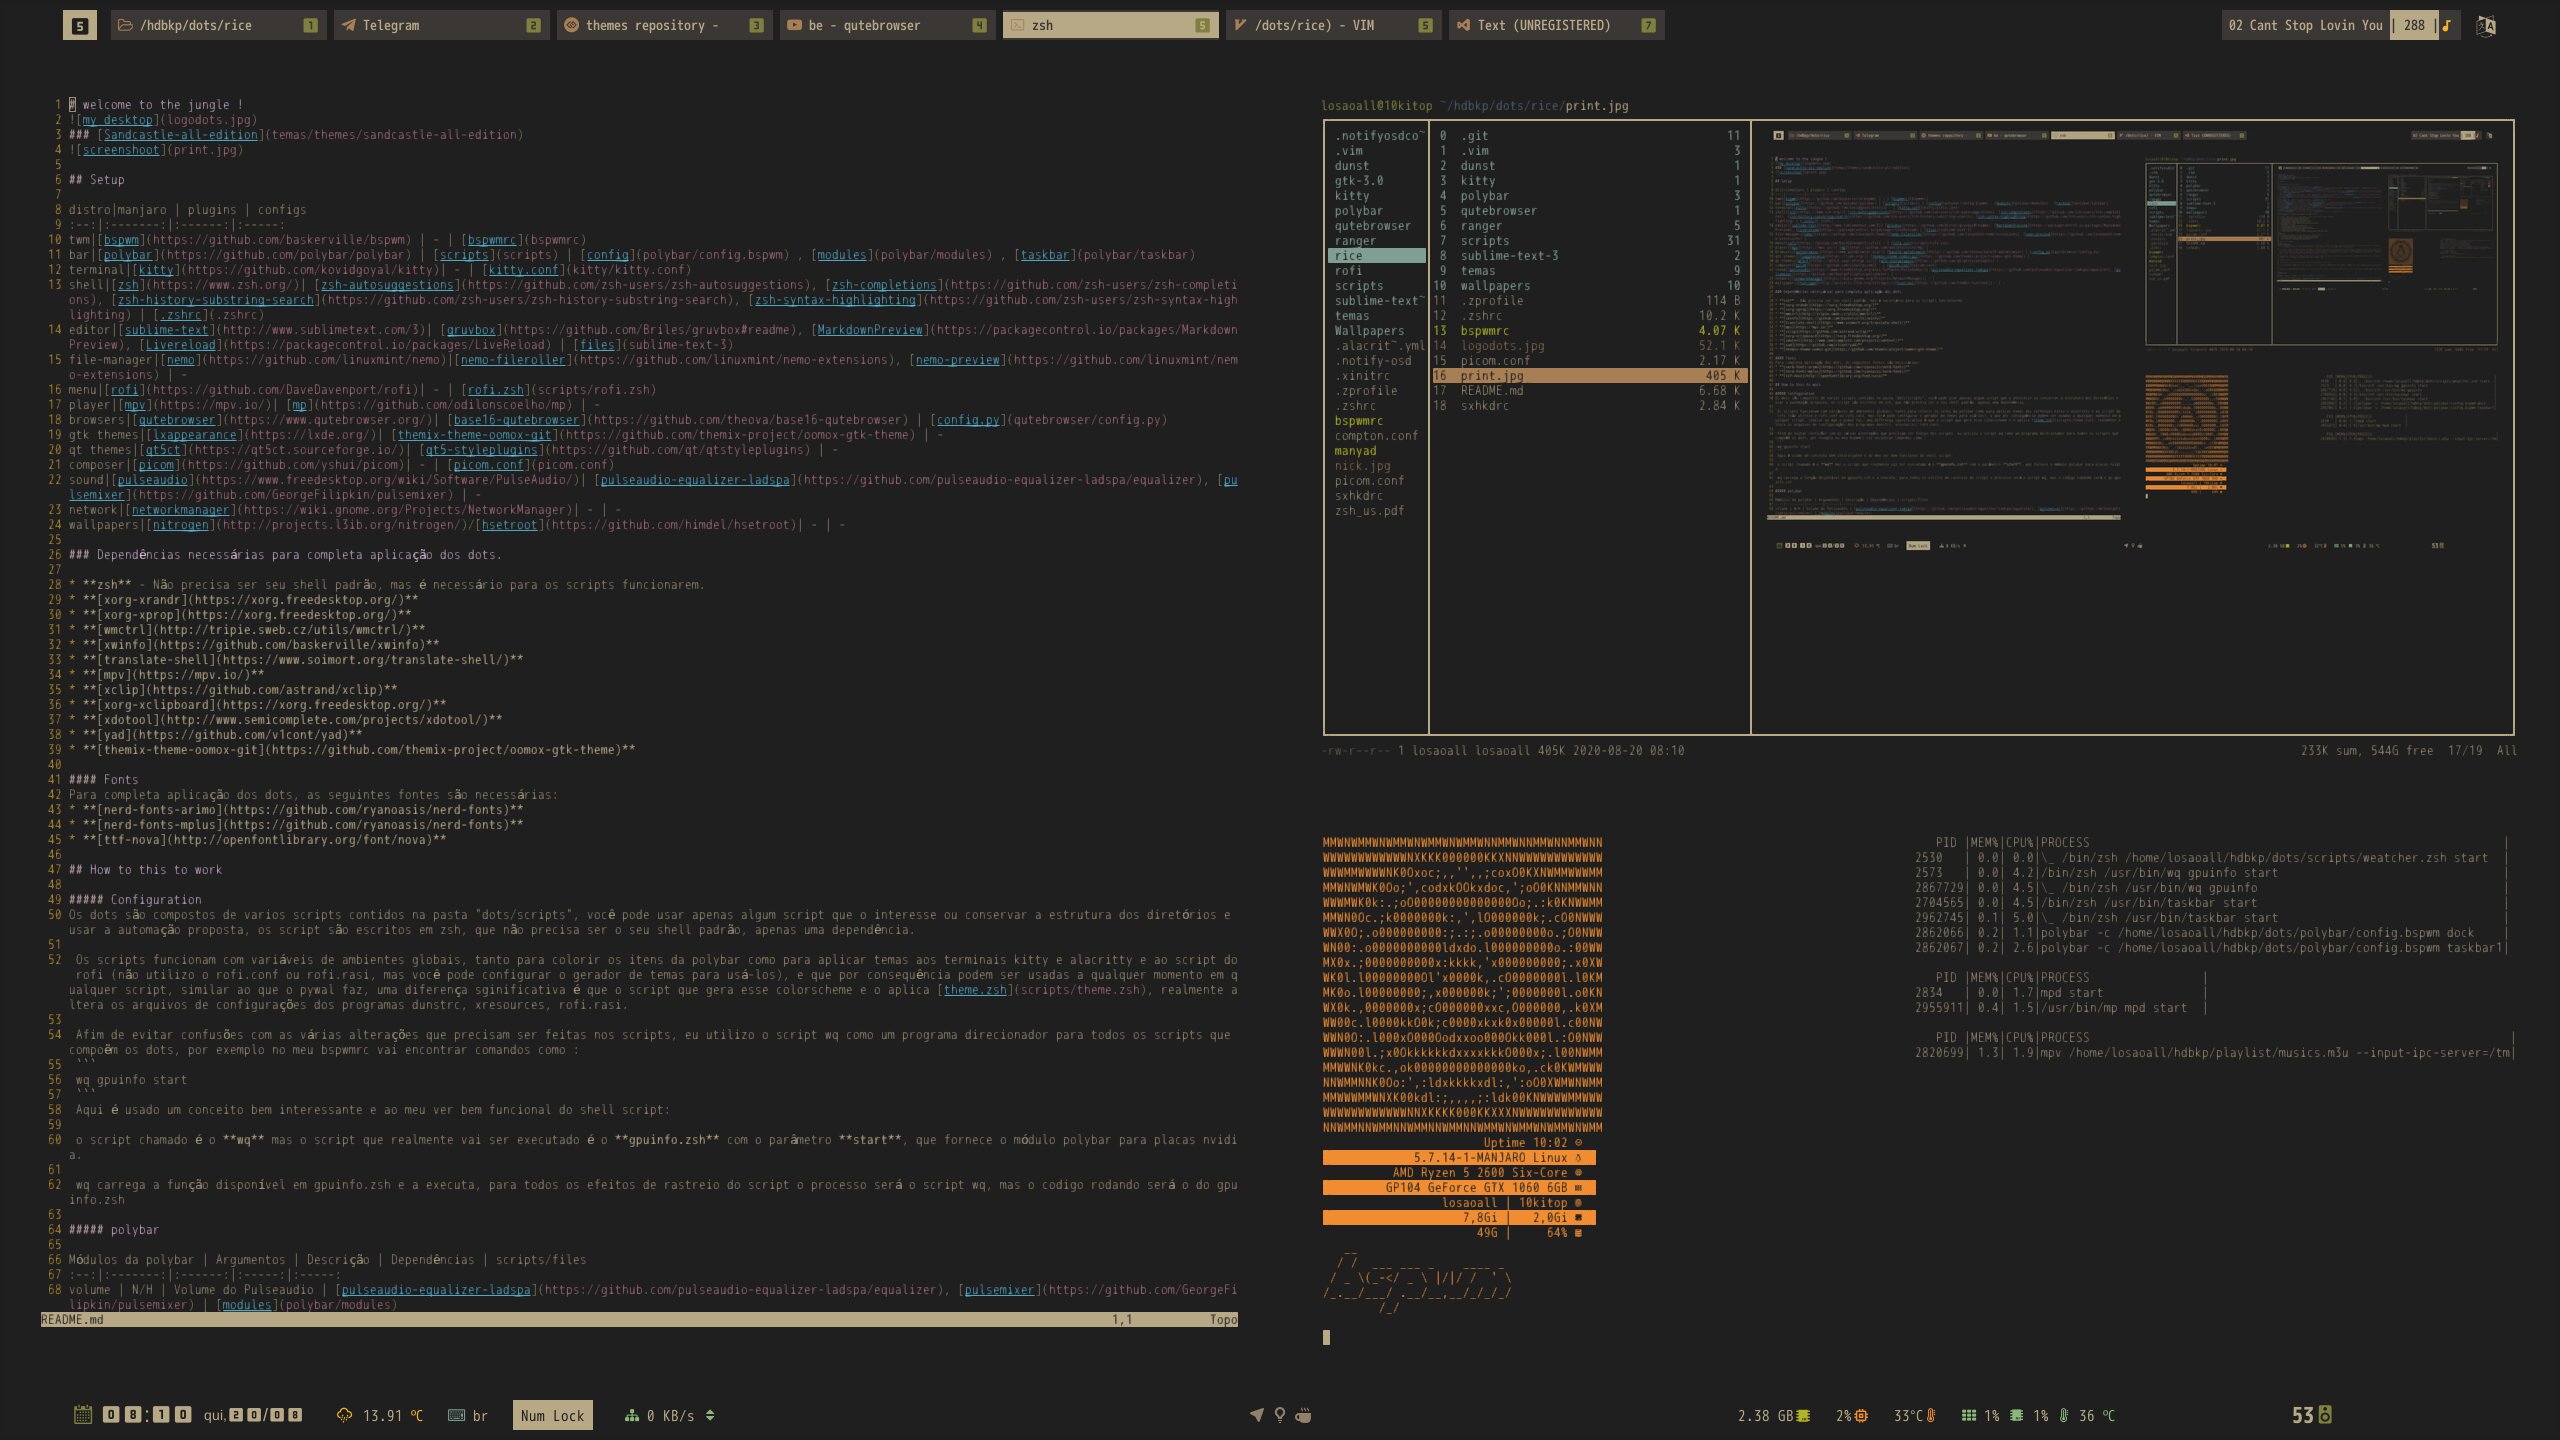 5 /hdbkp/dots/rice 1 Telegram 2 themes repository - 3 be - qutebrowser 4 zsh 5 /dots/rice) - VIM 5 Text (UNREGISTERED) 7 02 Cant Stop Lovin You | 288 |
1 # welcome to the jungle !
2 ![my desktop](logodots.jpg)
3 ### [Sandcastle-all-edition](temas/themes/sandcastle-all-edition)
4 ![screenshoot](print.jpg)
5
6 ## Setup
7
8 distro|manjaro | plugins | configs
9 :--:|:-------:|:------:|:-----:
10 twm|[bspwm](https://github.com/baskerville/bspwm) | - | [bspwmrc](bspwmrc)
11 bar|[polybar](https://github.com/polybar/polybar) | [scripts](scripts) | [config](polybar/config.bspwm) , [modules](polybar/modules) , [taskbar](polybar/taskbar)
12 terminal|[kitty](https://github.com/kovidgoyal/kitty)| - | [kitty.conf](kitty/kitty.conf)
13 shell|[zsh](https://www.zsh.org/)| [zsh-autosuggestions](https://github.com/zsh-users/zsh-autosuggestions), [zsh-completions](https://github.com/zsh-users/zsh-completi
ons), [zsh-history-substring-search](https://github.com/zsh-users/zsh-history-substring-search), [zsh-syntax-highlighting](https://github.com/zsh-users/zsh-syntax-high
lighting) | [.zshrc](.zshrc)
14 editor|[sublime-text](http://www.sublimetext.com/3)| [gruvbox](https://github.com/Briles/gruvbox#readme), [MarkdownPreview](https://packagecontrol.io/packages/Markdown
Preview), [Livereload](https://packagecontrol.io/packages/LiveReload) | [files](sublime-text-3)
15 file-manager|[nemo](https://github.com/linuxmint/nemo)|[nemo-fileroller](https://github.com/linuxmint/nemo-extensions), [nemo-preview](https://github.com/linuxmint/nem
o-extensions) | -
16 menu|[rofi](https://github.com/DaveDavenport/rofi)| - | [rofi.zsh](scripts/rofi.zsh)
17 player|[mpv](https://mpv.io/)| [mp](https://github.com/odilonscoelho/mp) | -
18 browsers|[qutebrowser](https://www.qutebrowser.org/)| [base16-qutebrowser](https://github.com/theova/base16-qutebrowser) | [config.py](qutebrowser/config.py)
19 gtk themes|[lxappearance](https://lxde.org/)| [themix-theme-oomox-git](https://github.com/themix-project/oomox-gtk-theme) | -
20 qt themes|[qt5ct](https://qt5ct.sourceforge.io/)| [qt5-styleplugins](https://github.com/qt/qtstyleplugins) | -
21 composer|[picom](https://github.com/yshui/picom)| - | [picom.conf](picom.conf)
22 sound|[pulseaudio](https://www.freedesktop.org/wiki/Software/PulseAudio/)| [pulseaudio-equalizer-ladspa](https://github.com/pulseaudio-equalizer-ladspa/equalizer), [pu
lsemixer](https://github.com/GeorgeFilipkin/pulsemixer) | -
23 network|[networkmanager](https://wiki.gnome.org/Projects/NetworkManager)| - | -
24 wallpapers|[nitrogen](http://projects.l3ib.org/nitrogen/)/[hsetroot](https://github.com/himdel/hsetroot)| - | -
25
26 ### Dependências necessárias para completa aplicação dos dots.
27
28 * **zsh** - Não precisa ser seu shell padrão, mas é necessário para os scripts funcionarem.
29 * **[xorg-xrandr](https://xorg.freedesktop.org/)**
30 * **[xorg-xprop](https://xorg.freedesktop.org/)**
31 * **[wmctrl](http://tripie.sweb.cz/utils/wmctrl/)**
32 * **[xwinfo](https://github.com/baskerville/xwinfo)**
33 * **[translate-shell](https://www.soimort.org/translate-shell/)**
34 * **[mpv](https://mpv.io/)**
35 * **[xclip](https://github.com/astrand/xclip)**
36 * **[xorg-xclipboard](https://xorg.freedesktop.org/)**
37 * **[xdotool](http://www.semicomplete.com/projects/xdotool/)**
38 * **[yad](https://github.com/v1cont/yad)**
39 * **[themix-theme-oomox-git](https://github.com/themix-project/oomox-gtk-theme)**
40
41 #### Fonts
42 Para completa aplicação dos dots, as seguintes fontes são necessárias:
43 * **[nerd-fonts-arimo](https://github.com/ryanoasis/nerd-fonts)**
44 * **[nerd-fonts-mplus](https://github.com/ryanoasis/nerd-fonts)**
45 * **[ttf-nova](http://openfontlibrary.org/font/nova)**
46
47 ## How to this to work
48
49 ##### Configuration
50 Os dots são compostos de varios scripts contidos na pasta "dots/scripts", você pode usar apenas algum script que o interesse ou conservar a estrutura dos diretórios e
usar a automação proposta, os script são escritos em zsh, que não precisa ser o seu shell padrão, apenas uma dependência.
51
52 Os scripts funcionam com variáveis de ambientes globais, tanto para colorir os itens da polybar como para aplicar temas aos terminais kitty e alacritty e ao script do
rofi (não utilizo o rofi.conf ou rofi.rasi, mas você pode configurar o gerador de temas para usá-los), e que por consequência podem ser usadas a qualquer momento em q
ualquer script, similar ao que o pywal faz, uma diferença sginificativa é que o script que gera esse colorscheme e o aplica [theme.zsh](scripts/theme.zsh), realmente a
ltera os arquivos de configurações dos programas dunstrc, xresources, rofi.rasi.
53
54 Afim de evitar confusões com as várias alterações que precisam ser feitas nos scripts, eu utilizo o script wq como um programa direcionador para todos os scripts que
compoẽm os dots, por exemplo no meu bspwmrc vai encontrar comandos como :
55 ```
56 wq gpuinfo start
57 ```
58 Aqui é usado um conceito bem interessante e ao meu ver bem funcional do shell script:
59
60 o script chamado é o **wq** mas o script que realmente vai ser executado é o **gpuinfo.zsh** com o parâmetro **start**, que fornece o módulo polybar para placas nvidi
a.
61
62 wq carrega a função disponível em gpuinfo.zsh e a executa, para todos os efeitos de rastreio do script o processo será o script wq, mas o codigo rodando será o do gpu
info.zsh
63
64 ##### polybar
65
66 Módulos da polybar | Argumentos | Descrição | Dependências | scripts/files
67 :--:|:-------:|:------:|:-----:|:-----:
68 volume | N/H | Volume do Pulseaudio | [pulseaudio-equalizer-ladspa](https://github.com/pulseaudio-equalizer-ladspa/equalizer), [pulsemixer](https://github.com/GeorgeFi
lipkin/pulsemixer) | [modules](polybar/modules)
README.md 1,1 Topo
losaoall@10kitop ~/hdbkp/dots/rice/print.jpg
.notifyosdco~ 0 .git 11
.vim 1 .vim 3
dunst 2 dunst 1
gtk-3.0 3 kitty 1
kitty 4 polybar 3
polybar 5 qutebrowser 1
qutebrowser 6 ranger 5
ranger 7 scripts 31
rice 8 sublime-text-3 2
rofi 9 temas 9
scripts 10 wallpapers 10
sublime-text~ 11 .zprofile 114 B
temas 12 .zshrc 10.2 K
Wallpapers 13 bspwmrc 4.07 K
.alacrit~.yml 14 logodots.jpg 52.1 K
.notify-osd 15 picom.conf 2.17 K
.xinitrc 16 print.jpg 405 K
.zprofile 17 README.md 6.68 K
.zshrc 18 sxhkdrc 2.84 K
bspwmrc
compton.conf
manyad
nick.jpg
picom.conf
sxhkdrc
zsh_us.pdf
-rw-r--r-- 1 losaoall losaoall 405K 2020-08-20 08:10 233K sum, 544G free 17/19 All
Uptime 10:02
5.7.14-1-MANJARO Linux
AMD Ryzen 5 2600 Six-Core
GP104 GeForce GTX 1060 6GB
losaoall | 10kitop
7,8Gi | 2,0Gi
49G | 64%
PID |MEM%|CPU%|PROCESS |
2530 | 0.0| 0.0|\_ /bin/zsh /home/losaoall/hdbkp/dots/scripts/weatcher.zsh start |
2573 | 0.0| 4.2|/bin/zsh /usr/bin/wq gpuinfo start |
2867729| 0.0| 4.5|\_ /bin/zsh /usr/bin/wq gpuinfo |
2704565| 0.0| 4.5|/bin/zsh /usr/bin/taskbar start |
2962745| 0.1| 5.0|\_ /bin/zsh /usr/bin/taskbar start |
2862066| 0.2| 1.1|polybar -c /home/losaoall/hdbkp/dots/polybar/config.bspwm dock |
2862067| 0.2| 2.6|polybar -c /home/losaoall/hdbkp/dots/polybar/config.bspwm taskbar1|
PID |MEM%|CPU%|PROCESS |
2834 | 0.0| 1.7|mpd start |
2955911| 0.4| 1.5|/usr/bin/mp mpd start |
PID |MEM%|CPU%|PROCESS |
2820699| 1.3| 1.9|mpv /home/losaoall/hdbkp/playlist/musics.m3u --input-ipc-server=/tm|
08:10 qui,20/08 13.91 ºC br Num Lock 0 KB/s 2.38 GB 2% 33°C 1% 1% 36 ºC 53